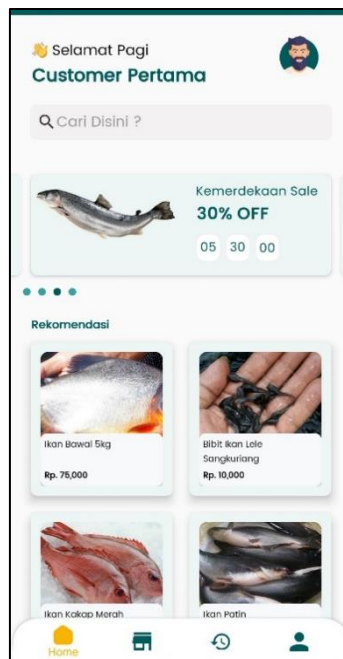 Selamat Pagi
Customer Pertama
Cari Disini ?
Kemerdekaan Sale
30% OFF
05 30 00
Rekomendasi
Ikan Bawal 5kg
Rp. 75,000
Bibit Ikan Lele
Sangkuriang
Rp. 10,000
Ikan Kakap Merah
Ikan Patin
Home